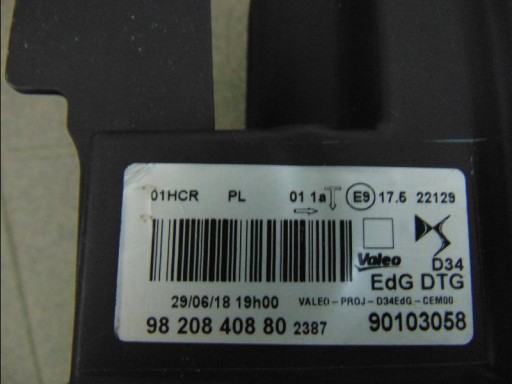 01HCR PL 01 1a E9 17.5 22129
Valeo D34
EdG DTG
29/06/18 19h00 VALEO-PROJ-D34EdG-CEM00
98 208 408 80 2387 90103058